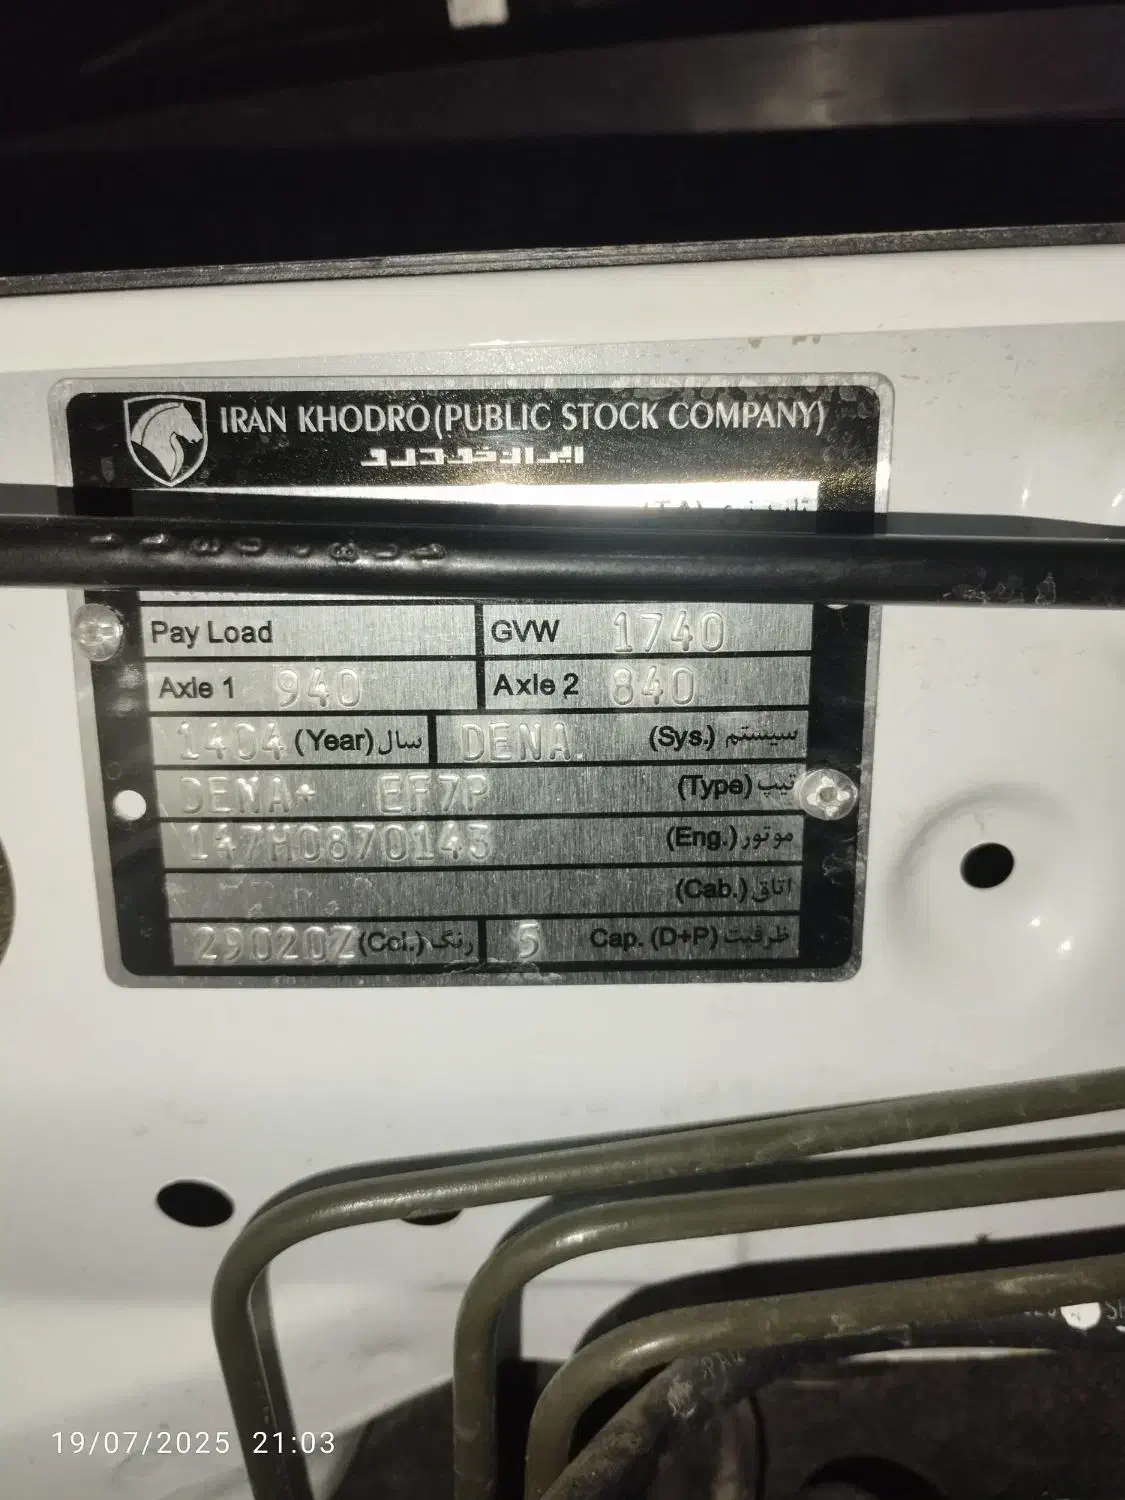 IRAN KHODRO (PUBLIC STOCK COMPANY)
ایران خودرو
Pay Load GVW 1740
Axle 1 940 Axle 2 840
1404 (Year) سال DENA. (Sys.) سیستم
DENA+ EF7P (Type) تیپ
147H0870143 (Eng.) موتور
(Cab.) اتاق
290207 (Col.) رنگ 5 Cap. (D+P) ظرفیت
19/07/2025 21:03